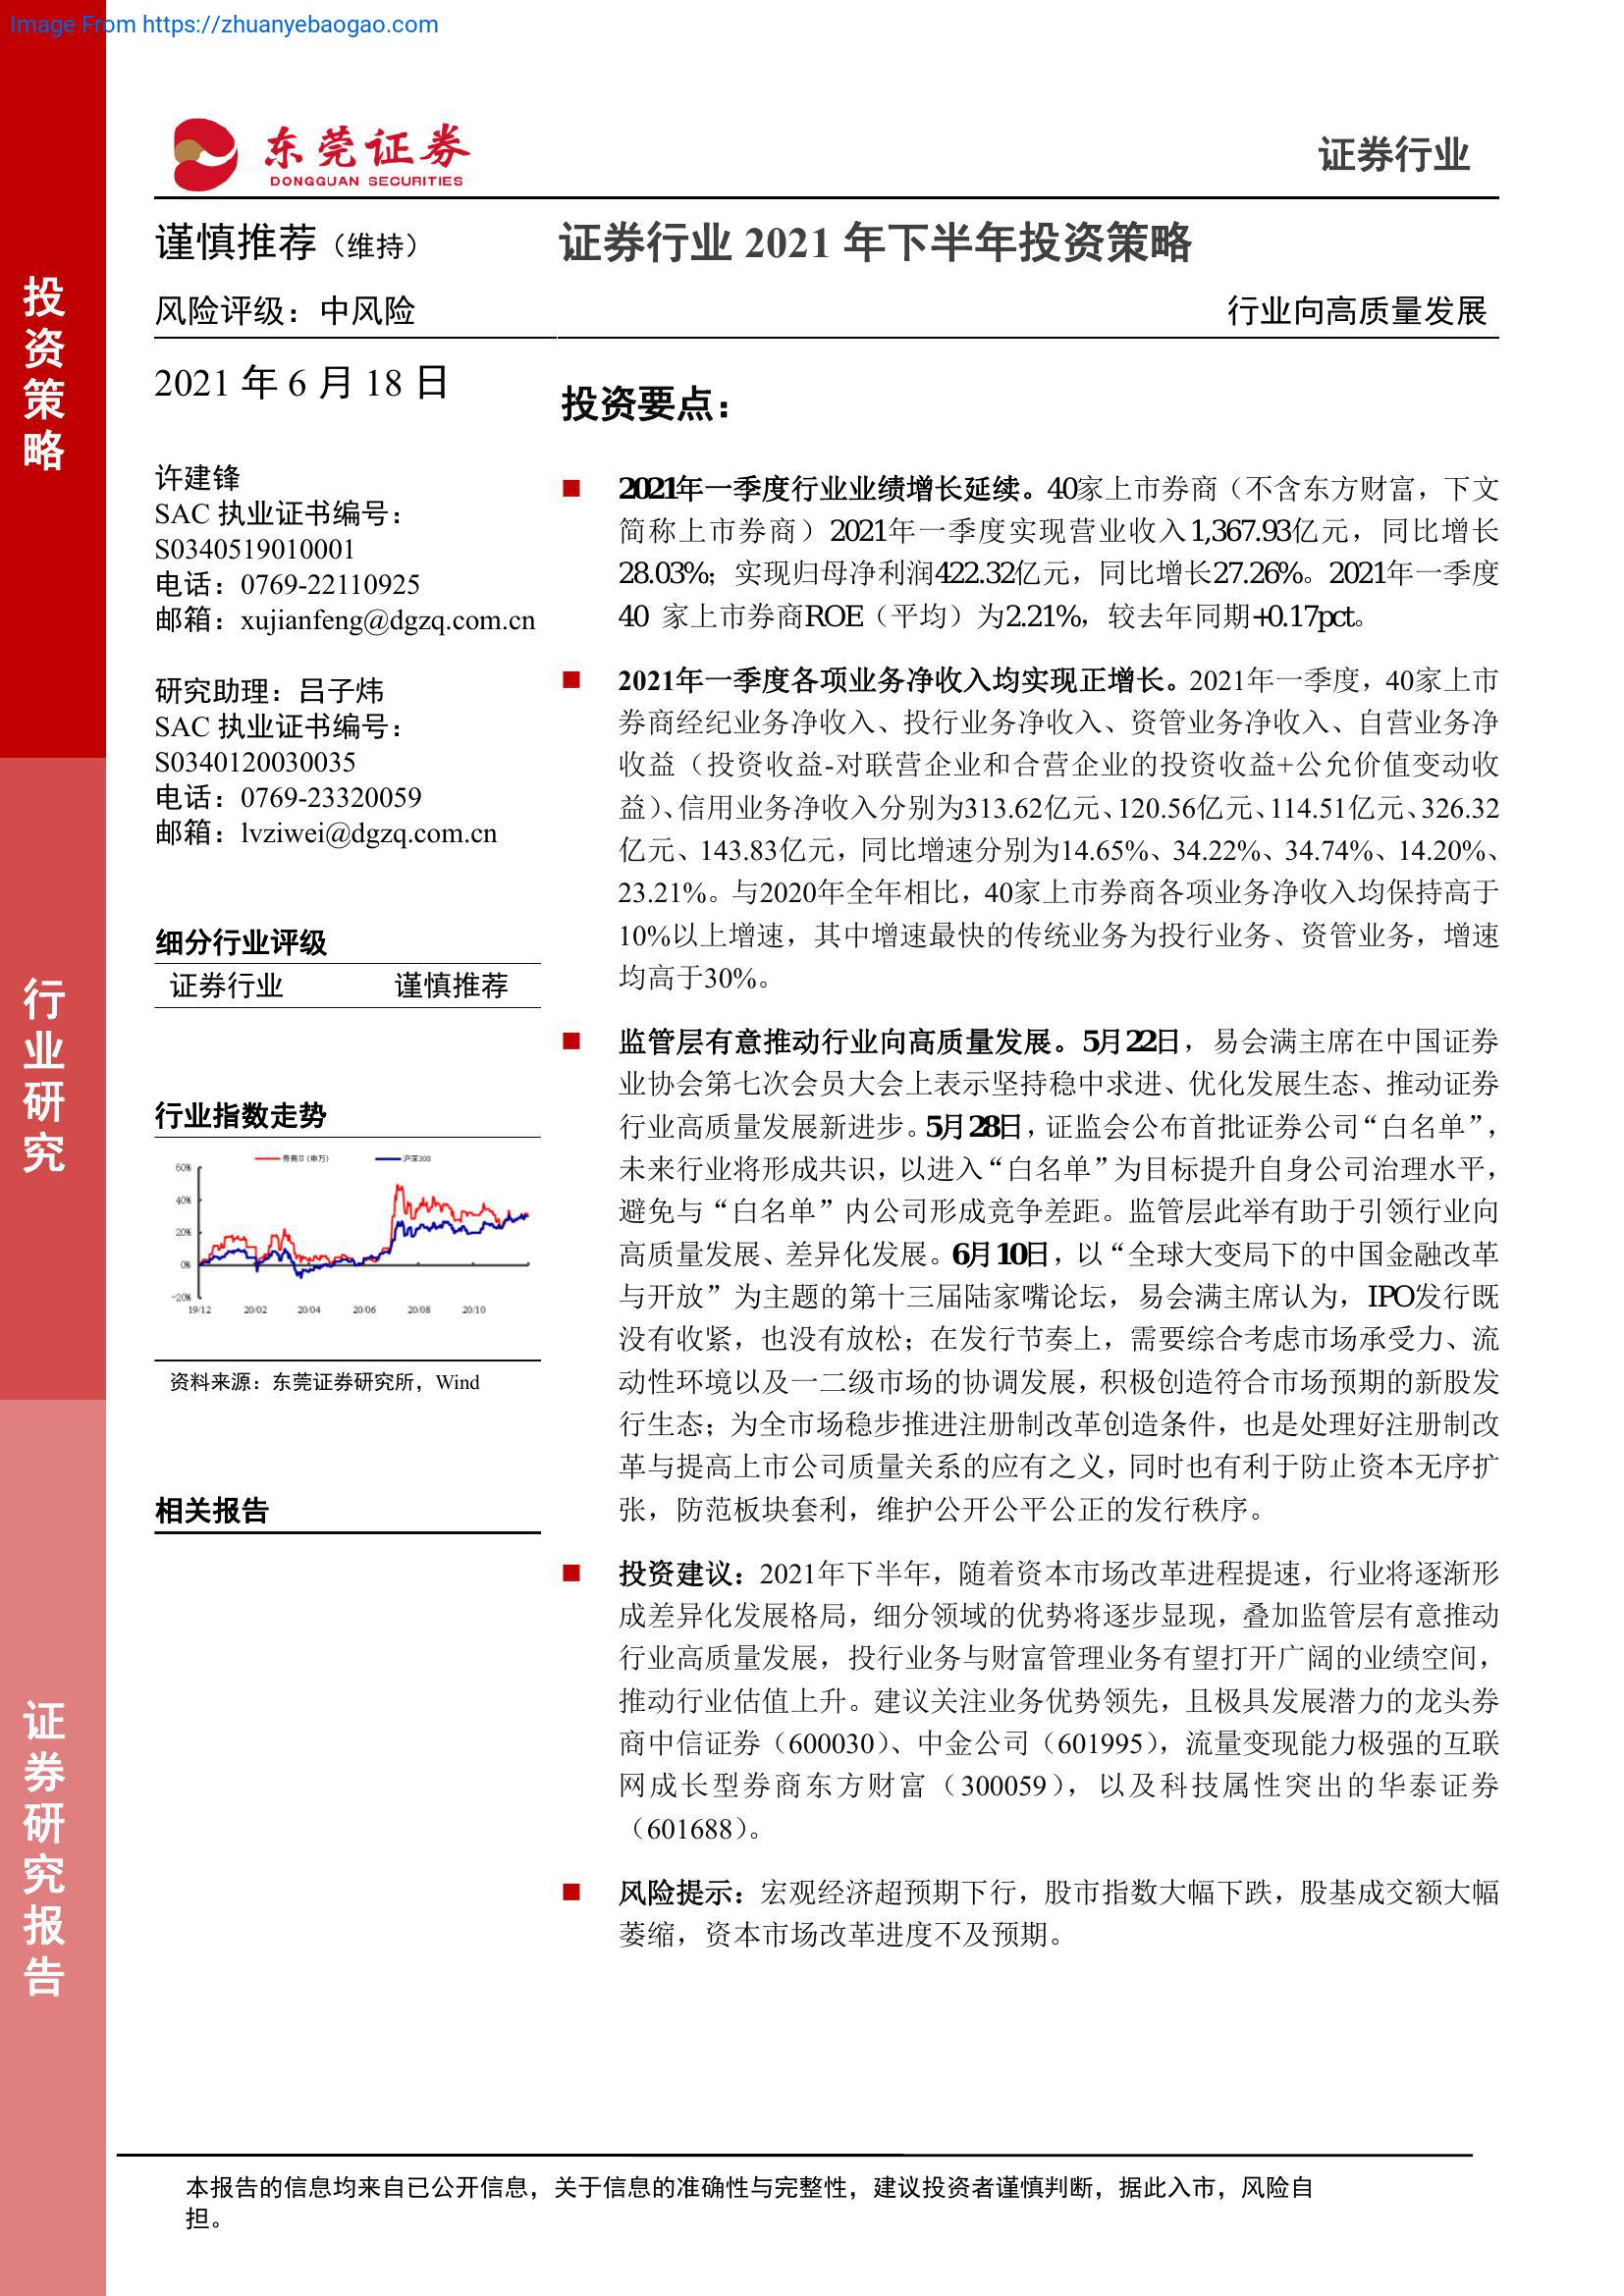 Image From https://zhuanyebaogao.com
东莞证券
DONGGUAN SECURITIES
证券行业
投资策略
行业研究
证券研究报告
谨慎推荐（维持）
风险评级：中风险
2021 年 6 月 18 日
许建锋
SAC 执业证书编号：
S0340519010001
电话：0769-22110925
邮箱：xujianfeng@dgzq.com.cn
研究助理：吕子炜
SAC 执业证书编号：
S0340120030035
电话：0769-23320059
邮箱：lvziwei@dgzq.com.cn
细分行业评级
证券行业 谨慎推荐
行业指数走势
券商II（申万） 沪深300
60%
40%
20%
0%
-20%
19/12 20/02 20/04 20/06 20/08 20/10
资料来源：东莞证券研究所，Wind
相关报告
证券行业 2021 年下半年投资策略
行业向高质量发展
投资要点：
■ 2021年一季度行业业绩增长延续。40家上市券商（不含东方财富，下文
简称上市券商）2021年一季度实现营业收入1,367.93亿元，同比增长
28.03%；实现归母净利润422.32亿元，同比增长27.26%。2021年一季度
40 家上市券商ROE（平均）为2.21%，较去年同期+0.17pct。
■ 2021年一季度各项业务净收入均实现正增长。2021年一季度，40家上市
券商经纪业务净收入、投行业务净收入、资管业务净收入、自营业务净
收益（投资收益-对联营企业和合营企业的投资收益+公允价值变动收
益）、信用业务净收入分别为313.62亿元、120.56亿元、114.51亿元、326.32
亿元、143.83亿元，同比增速分别为14.65%、34.22%、34.74%、14.20%、
23.21%。与2020年全年相比，40家上市券商各项业务净收入均保持高于
10%以上增速，其中增速最快的传统业务为投行业务、资管业务，增速
均高于30%。
■ 监管层有意推动行业向高质量发展。5月22日，易会满主席在中国证券
业协会第七次会员大会上表示坚持稳中求进、优化发展生态、推动证券
行业高质量发展新进步。5月28日，证监会公布首批证券公司“白名单”，
未来行业将形成共识，以进入“白名单”为目标提升自身公司治理水平，
避免与“白名单”内公司形成竞争差距。监管层此举有助于引领行业向
高质量发展、差异化发展。6月10日，以“全球大变局下的中国金融改革
与开放”为主题的第十三届陆家嘴论坛，易会满主席认为，IPO发行既
没有收紧，也没有放松；在发行节奏上，需要综合考虑市场承受力、流
动性环境以及一二级市场的协调发展，积极创造符合市场预期的新股发
行生态；为全市场稳步推进注册制改革创造条件，也是处理好注册制改
革与提高上市公司质量关系的应有之义，同时也有利于防止资本无序扩
张，防范板块套利，维护公开公平公正的发行秩序。
■ 投资建议：2021年下半年，随着资本市场改革进程提速，行业将逐渐形
成差异化发展格局，细分领域的优势将逐步显现，叠加监管层有意推动
行业高质量发展，投行业务与财富管理业务有望打开广阔的业绩空间，
推动行业估值上升。建议关注业务优势领先，且极具发展潜力的龙头券
商中信证券（600030）、中金公司（601995），流量变现能力极强的互联
网成长型券商东方财富（300059），以及科技属性突出的华泰证券
（601688）。
■ 风险提示：宏观经济超预期下行，股市指数大幅下跌，股基成交额大幅
萎缩，资本市场改革进度不及预期。
本报告的信息均来自已公开信息，关于信息的准确性与完整性，建议投资者谨慎判断，据此入市，风险自
担。